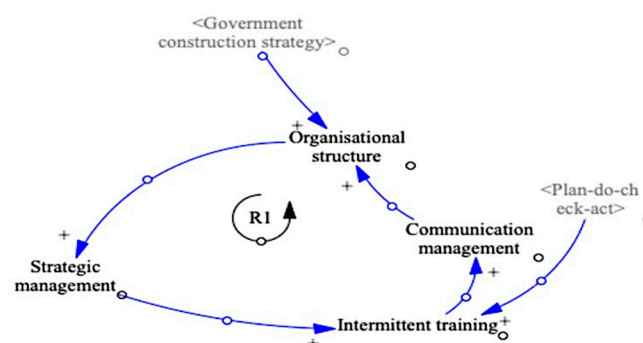 <Government
construction strategy>
+
Organisational
structure
+
<Plan-do-ch
eck-act>
R1
Communication
management
+
+
Strategic
management
+
Intermittent training
+